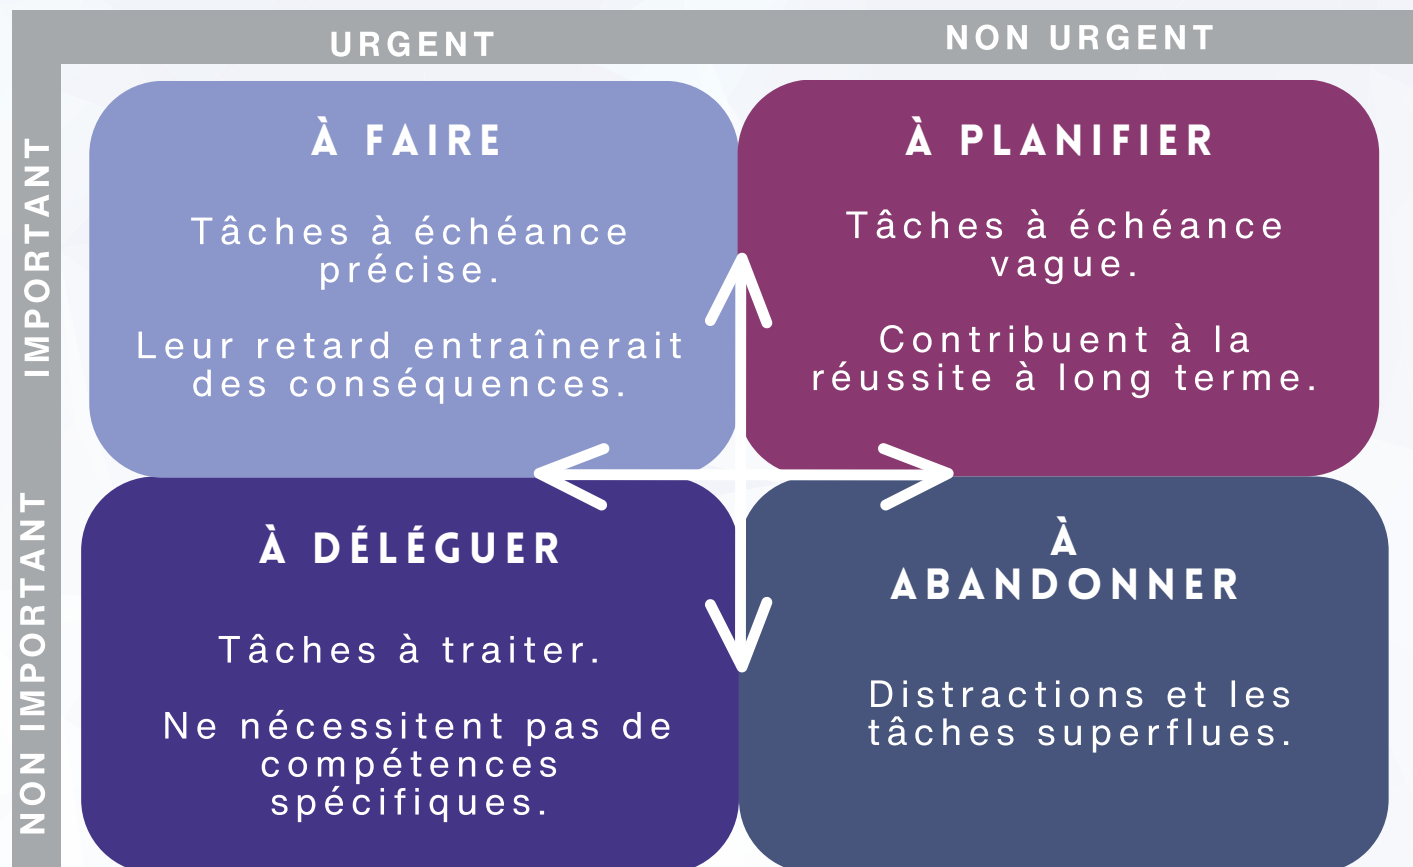 URGENT
NON URGENT
IMPORTANT
À FAIRE
Tâches à échéance
précise.
Leur retard entraînerait
des conséquences.
À PLANIFIER
Tâches à échéance
vague.
Contribuent à la
réussite à long terme.
NON IMPORTANT
À DÉLÉGUER
Tâches à traiter.
Ne nécessitent pas de
compétences
spécifiques.
À
ABANDONNER
Distractions et les
tâches superflues.